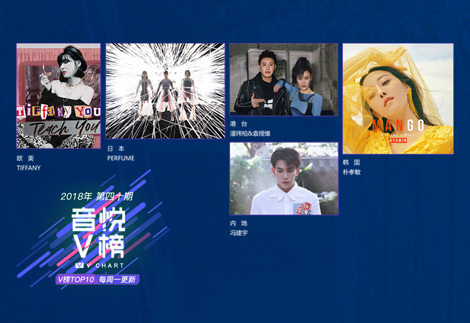 TiffAnY YOU
Teach You
欧 美
TIFFANY
日 本
PERFUME
港 台
潘玮柏&袁娅维
MANGO
HYOMIN
韩 国
朴孝敏
内 地
冯建宇
2018年 第四十期
音悦
V榜
V CHART
V榜TOP10 每周一更新